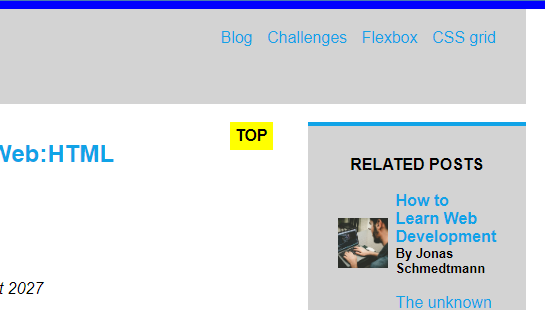 Blog Challenges Flexbox CSS grid
TOP
Web:HTML
RELATED POSTS
How to
Learn Web
Development
By Jonas
Schmedtmann
2027
The unknown